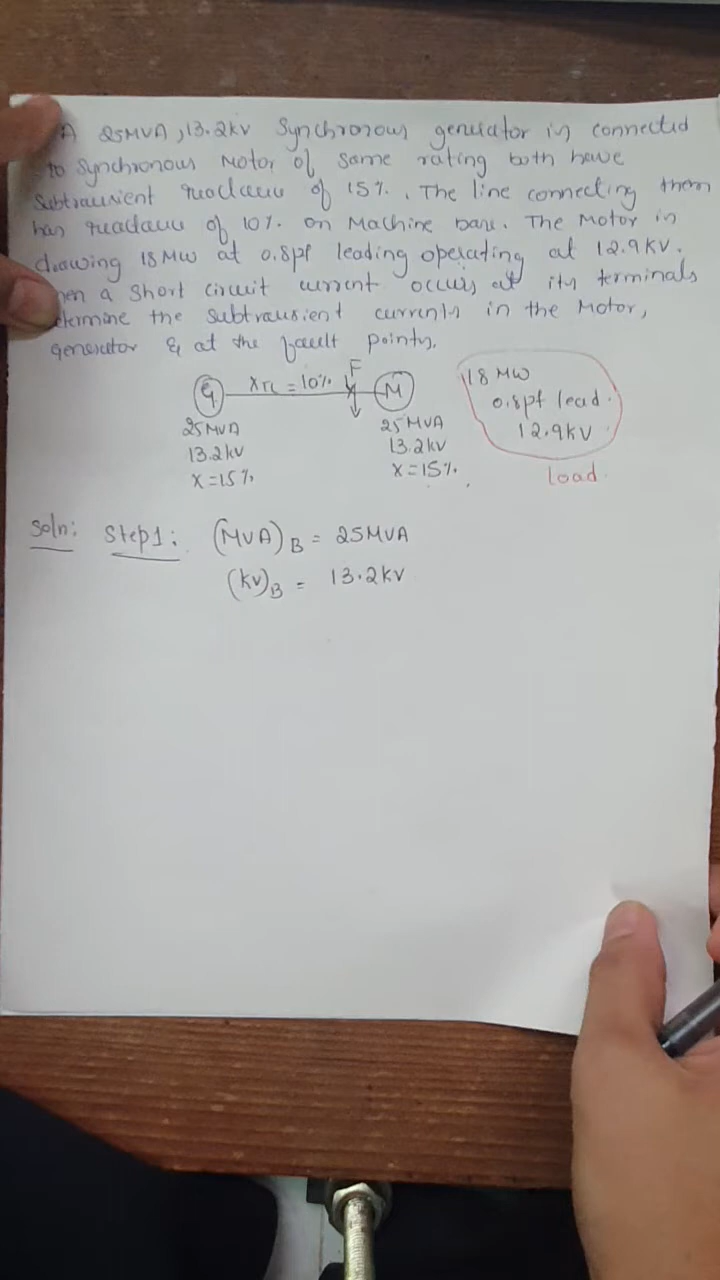 A 25MVA, 13.2kV Synchronous generator is connected
to Synchronous Motor of same rating both have
Subtransient reactance of 15%. The line connecting them
has reactance of 10% on Machine base. The Motor is
drawing 18MW at 0.8pf leading operating at 12.9KV.
en a Short circuit current occurs at its terminals
termine the subtransient currents in the Motor,
generator & at the fault points.
G XTL = 10% F M
25MVA 25MVA
13.2kV 13.2kV
X=15% X=15%
18 MW
0.8pf lead.
12.9KV
load
Soln: Step1: (MVA)B = 25MVA
(kV)B = 13.2kV